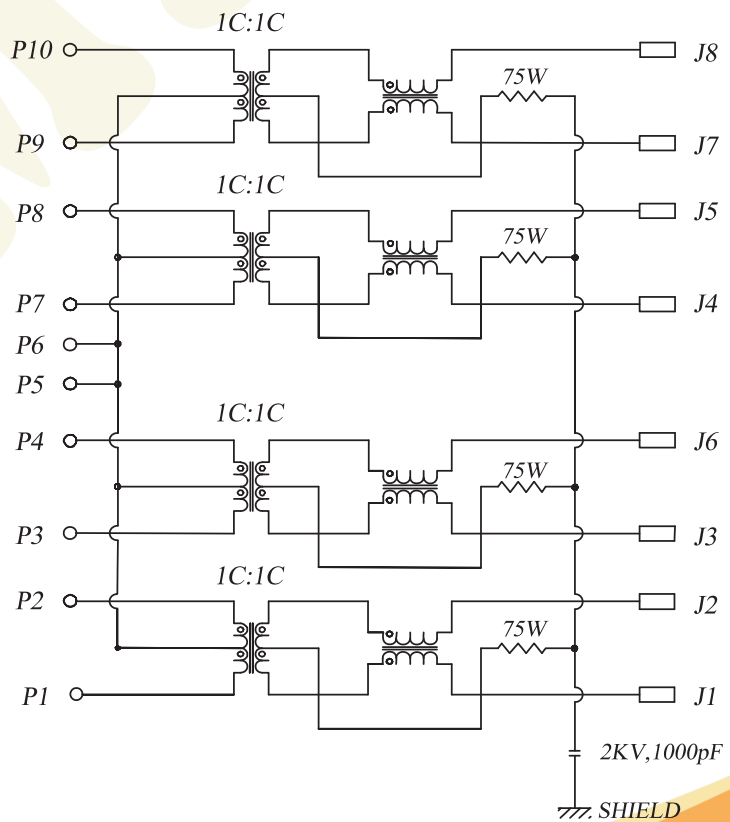 1C:1C
P10
J8
75W
P9
J7
1C:1C
P8
J5
75W
P7
J4
P6
P5
1C:1C
P4
J6
75W
P3
J3
1C:1C
P2
J2
75W
P1
J1
2KV,1000pF
SHIELD